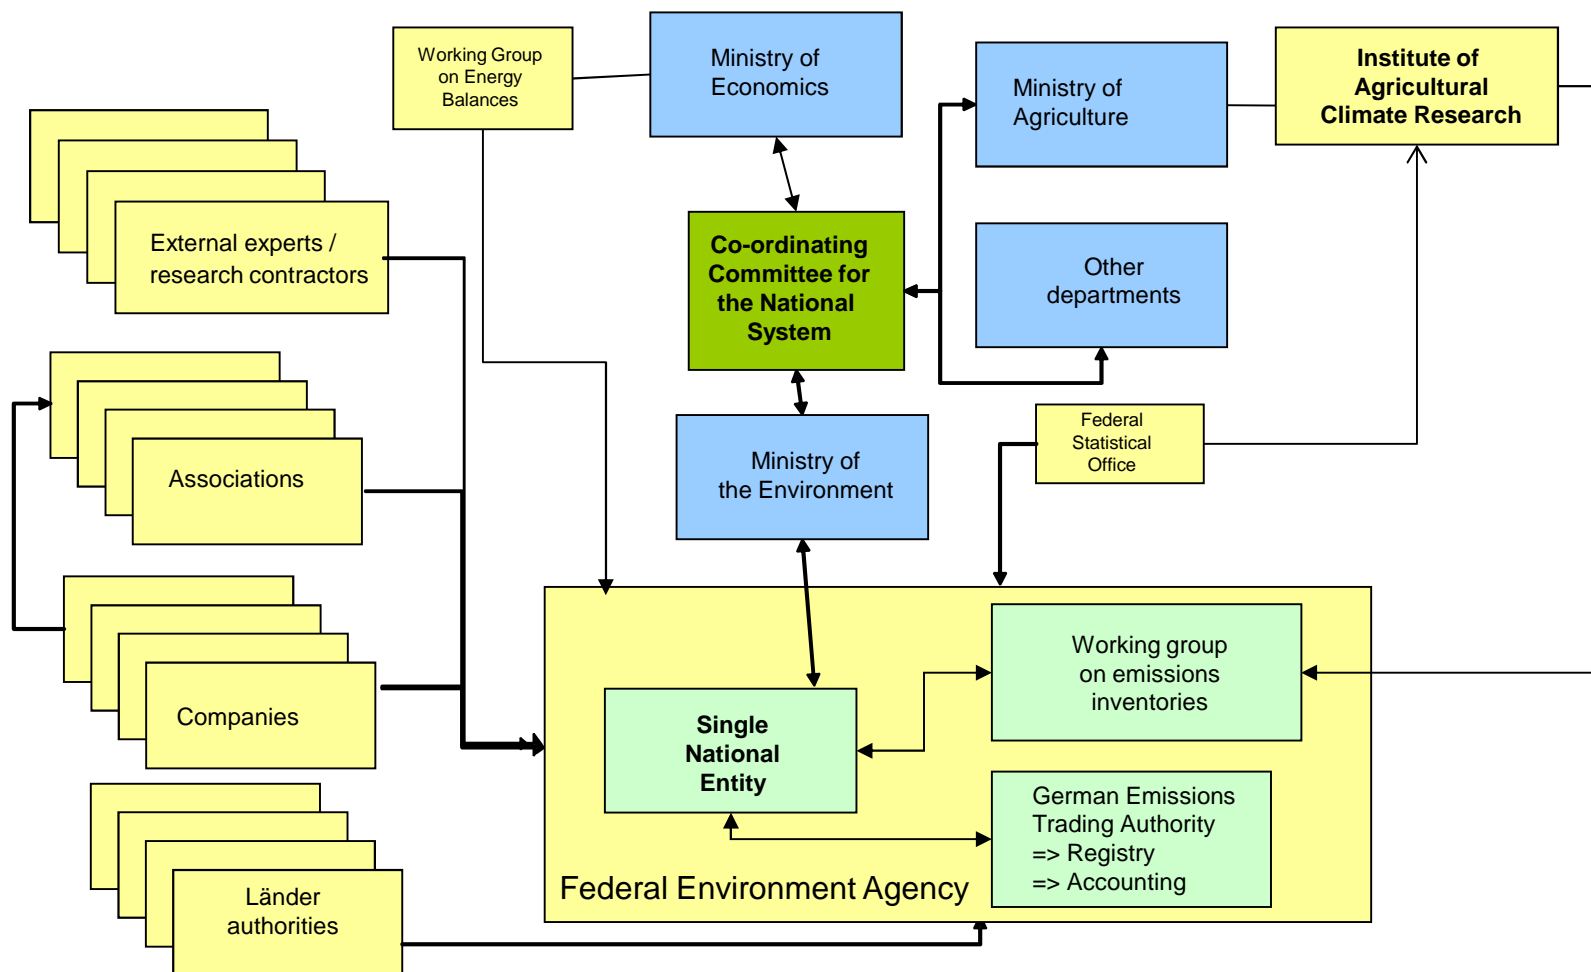 Working Group
on Energy
Balances
Ministry of
Economics
Ministry of
Agriculture
Institute of
Agricultural
Climate Research
External experts /
research contractors
Co-ordinating
Committee for
the National
System
Other
departments
Federal
Statistical
Office
Associations
Ministry of
the Environment
Companies
Working group
on emissions
inventories
Single
National
Entity
German Emissions
Trading Authority
=> Registry
=> Accounting
Federal Environment Agency
Länder
authorities